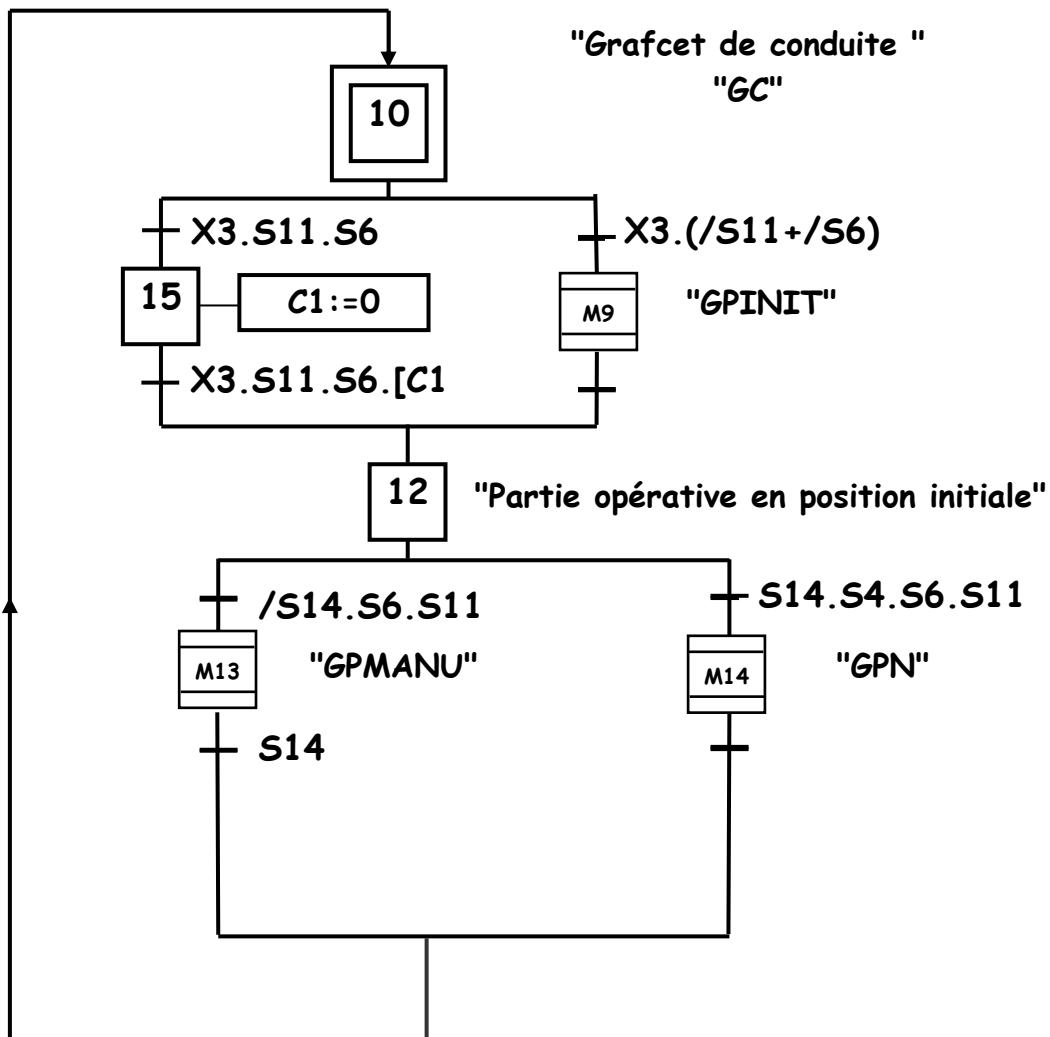 "Grafcet de conduite "
"GC"
10
X3.S11.S6
X3.(/S11+/S6)
15
C1:=0
M9
"GPINIT"
X3.S11.S6.[C1
12
"Partie opérative en position initiale"
/S14.S6.S11
S14.S4.S6.S11
M13
"GPMANU"
M14
"GPN"
S14